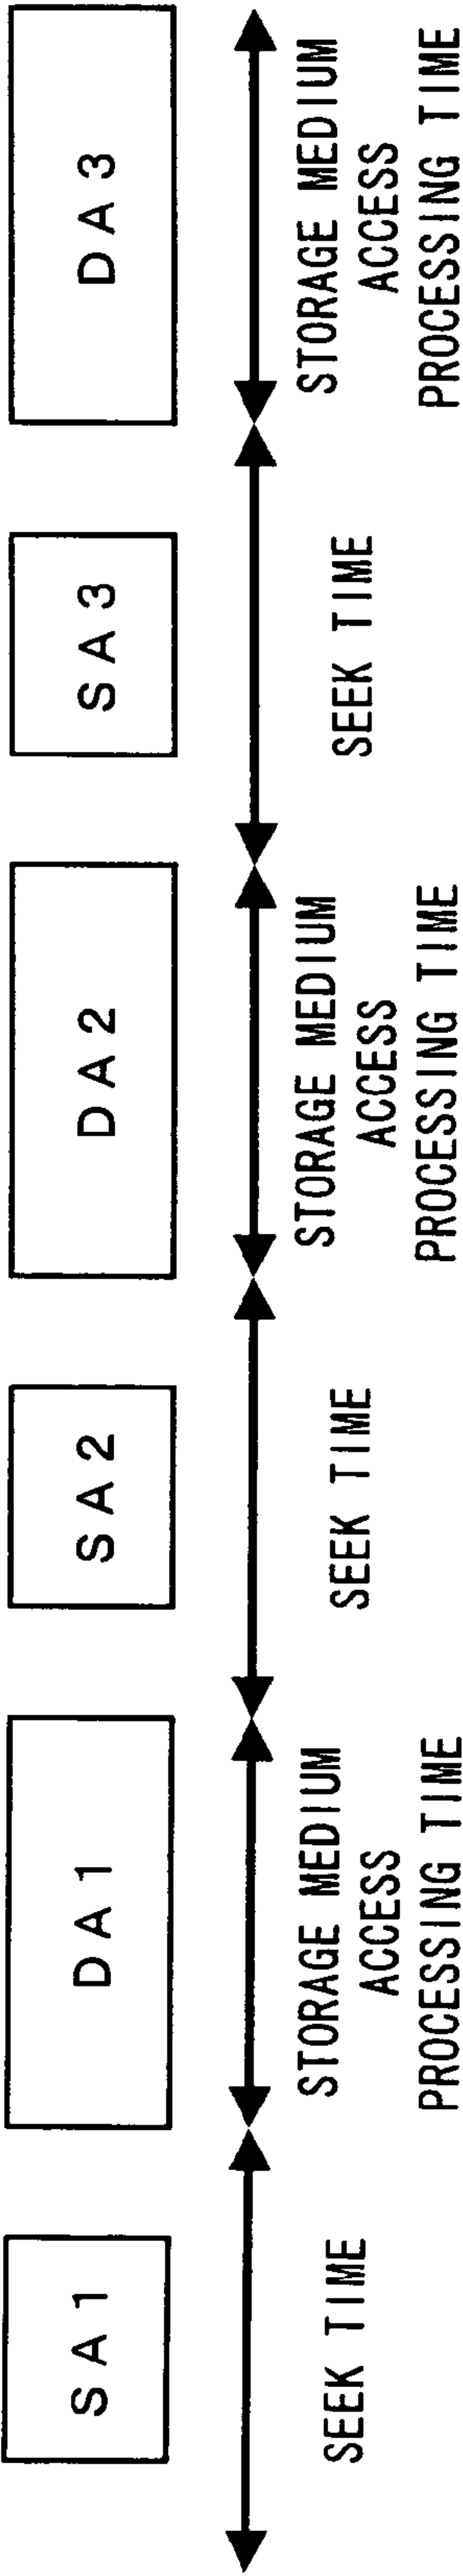 SA1
DA1
SA2
DA2
SA3
DA3
SEEK TIME
STORAGE MEDIUM
ACCESS
PROCESSING TIME
SEEK TIME
STORAGE MEDIUM
ACCESS
PROCESSING TIME
SEEK TIME
STORAGE MEDIUM
ACCESS
PROCESSING TIME